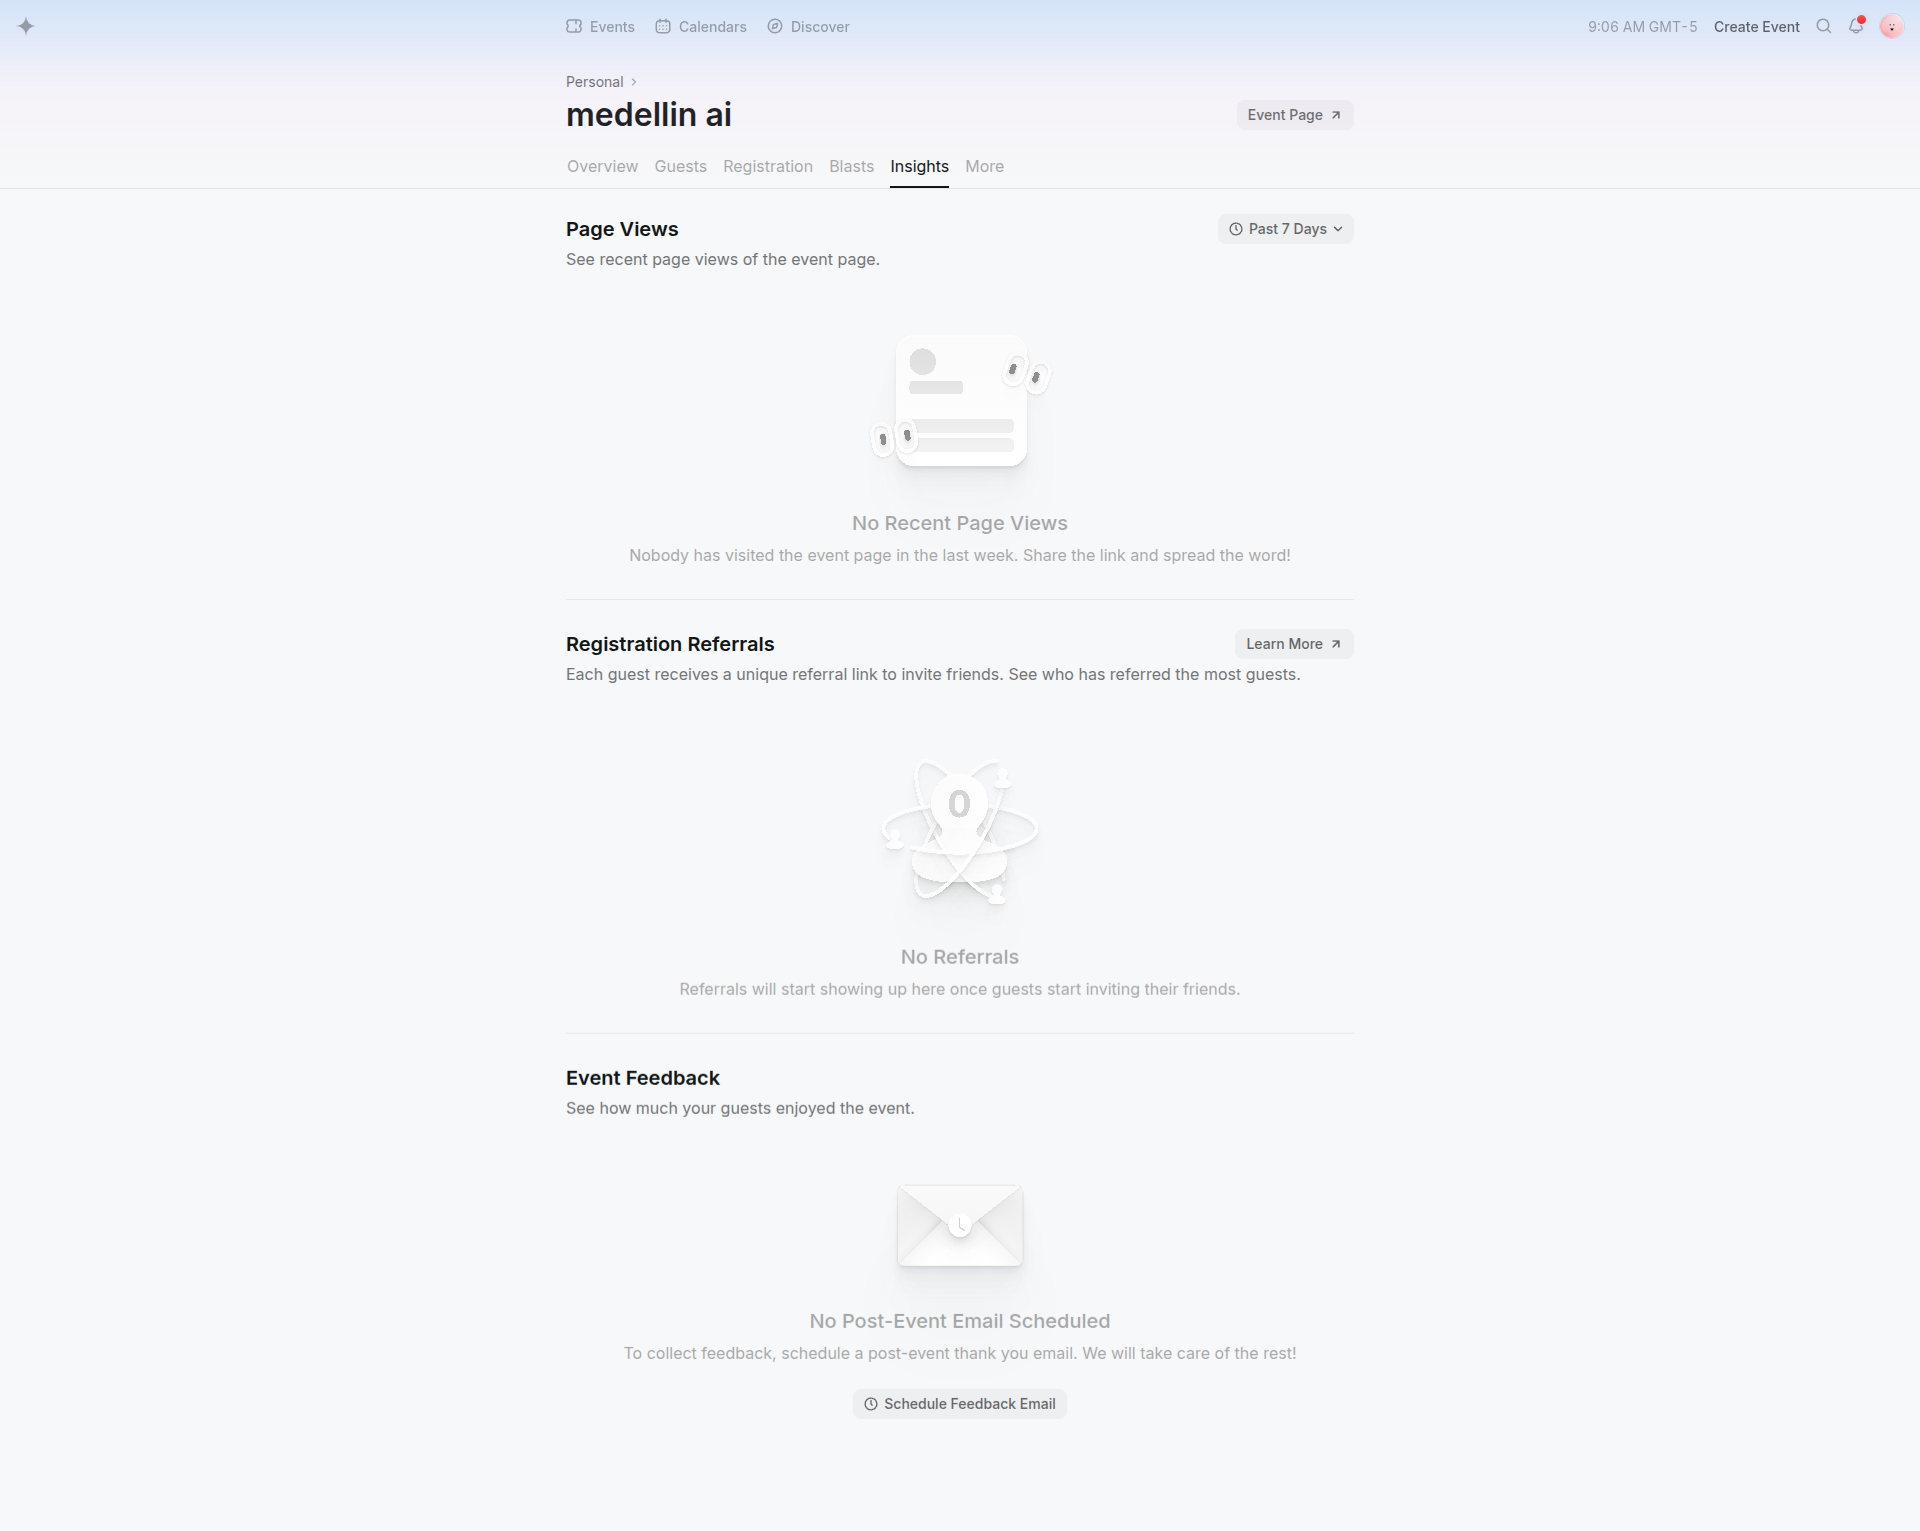 Events
Calendars
Discover
9:06 AM GMT-5
Create Event
Personal
medellin ai
Event Page
Overview
Guests
Registration
Blasts
Insights
More
Page Views
Past 7 Days
See recent page views of the event page.
No Recent Page Views
Nobody has visited the event page in the last week. Share the link and spread the word!
Registration Referrals
Learn More
Each guest receives a unique referral link to invite friends. See who has referred the most guests.
0
No Referrals
Referrals will start showing up here once guests start inviting their friends.
Event Feedback
See how much your guests enjoyed the event.
No Post-Event Email Scheduled
To collect feedback, schedule a post-event thank you email. We will take care of the rest!
Schedule Feedback Email